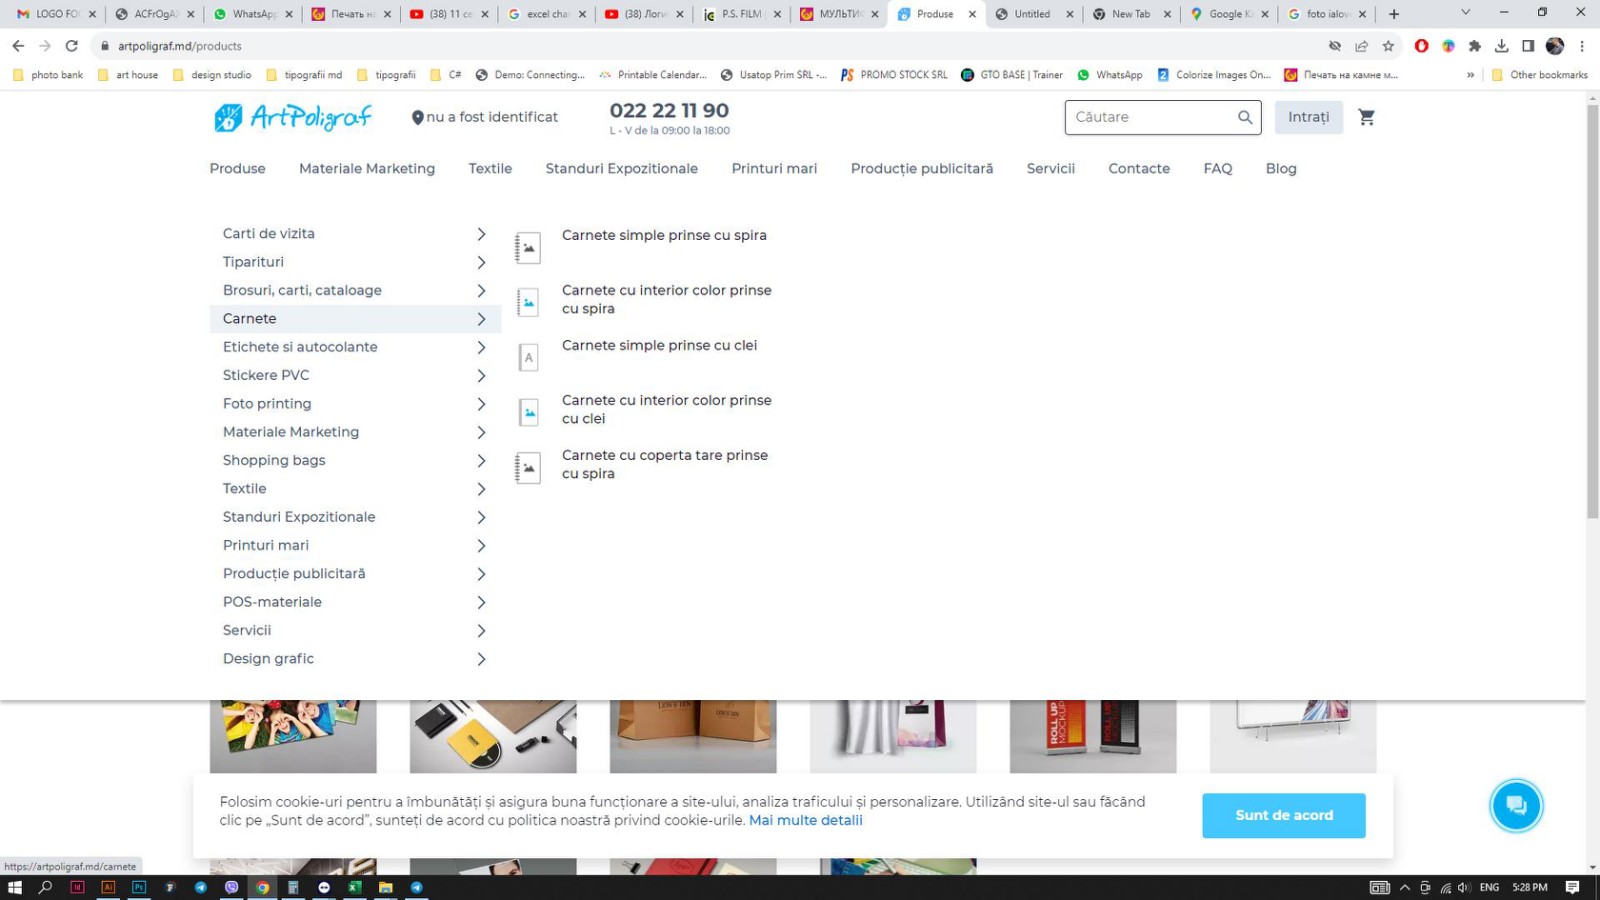 LOGO FO
ACFrOgA
WhatsApp
Печать на
(38) 11 се
excel cha
(38) Логи
P.S. FILM
МУЛЬТИ
Produse
Untitled
New Tab
Google K
foto ialov
artpoligraf.md/products
photo bank
art house
design studio
tipografii md
tipografii
C#
Demo: Connecting...
Printable Calendar...
Usatop Prim SRL -...
PS PROMO STOCK SRL
GTO BASE | Trainer
WhatsApp
Colorize Images On...
Печать на камне м...
»
Other bookmarks
ArtPoligraf
nu a fost identificat
022 22 11 90
L - V de la 09:00 la 18:00
Căutare
Intrați
Produse
Materiale Marketing
Textile
Standuri Expozitionale
Printuri mari
Producție publicitară
Servicii
Contacte
FAQ
Blog
Carti de vizita
Tiparituri
Brosuri, carti, cataloage
Carnete
Etichete si autocolante
Stickere PVC
Foto printing
Materiale Marketing
Shopping bags
Textile
Standuri Expozitionale
Printuri mari
Producție publicitară
POS-materiale
Servicii
Design grafic
Carnete simple prinse cu spira
Carnete cu interior color prinse
cu spira
A
Carnete simple prinse cu clei
Carnete cu interior color prinse
cu clei
Carnete cu coperta tare prinse
cu spira
ROLL UP
MOCKUP
Folosim cookie-uri pentru a îmbunătăți și asigura buna funcționare a site-ului, analiza traficului și personalizare. Utilizând site-ul sau făcând
clic pe „Sunt de acord”, sunteți de acord cu politica noastră privind cookie-urile. Mai multe detalii
Sunt de acord
https://artpoligraf.md/carnete
ENG
5:28 PM